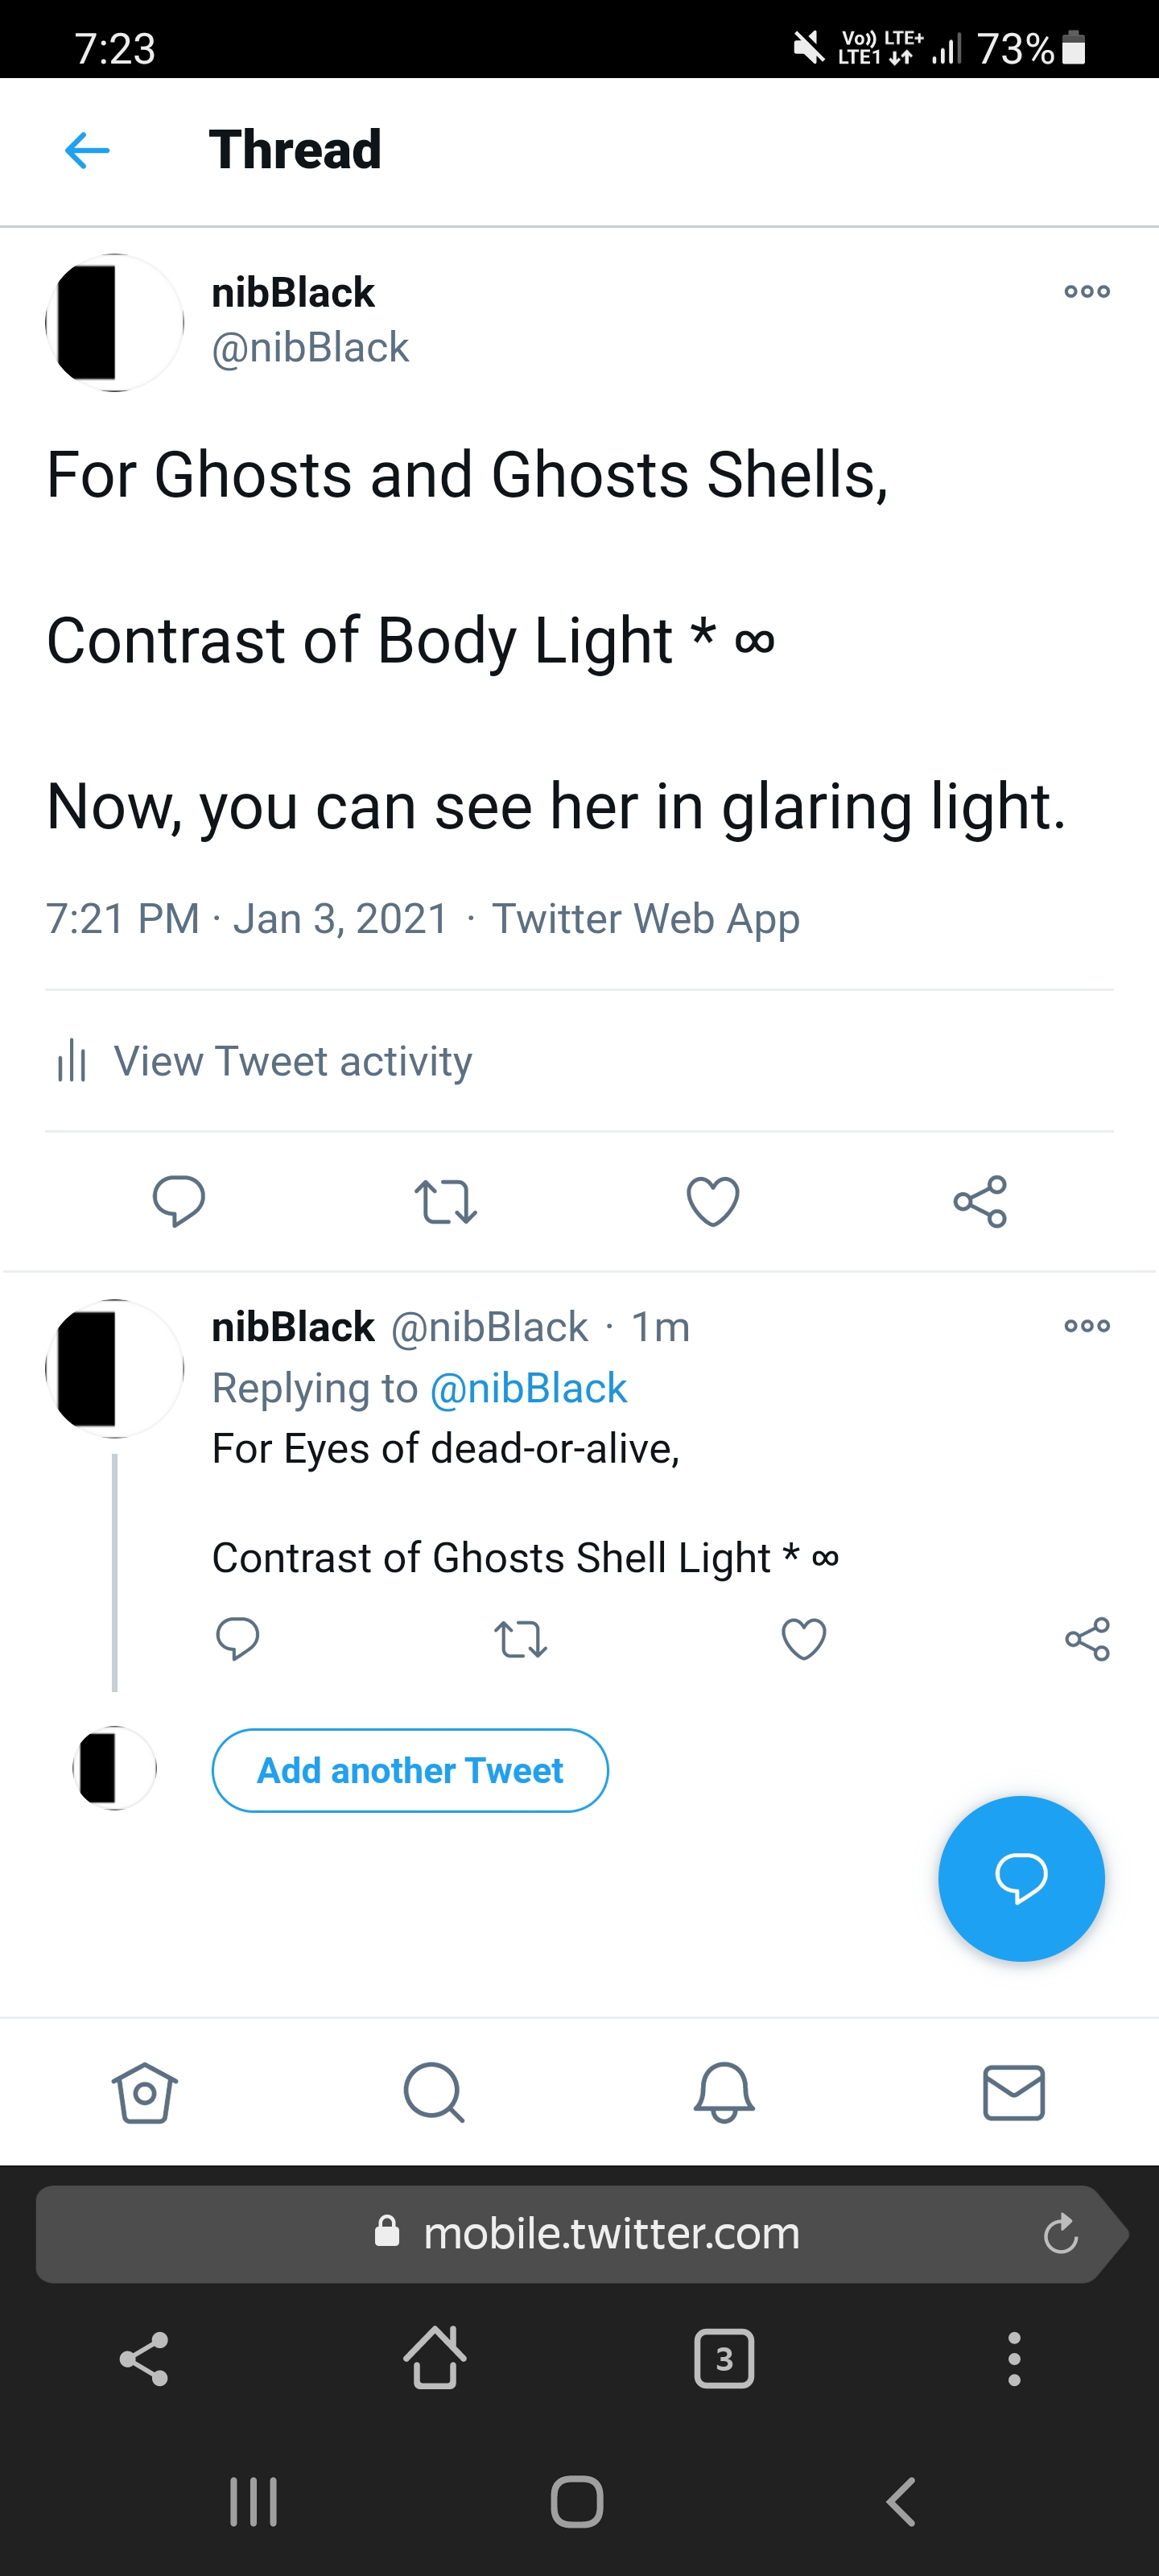 7:23
Vo)) LTE+
LTE1
73%
Thread
nibBlack
@nibBlack
For Ghosts and Ghosts Shells,
Contrast of Body Light * ∞
Now, you can see her in glaring light.
7:21 PM · Jan 3, 2021 · Twitter Web App
View Tweet activity
nibBlack @nibBlack · 1m
Replying to @nibBlack
For Eyes of dead-or-alive,
Contrast of Ghosts Shell Light * ∞
Add another Tweet
mobile.twitter.com
3